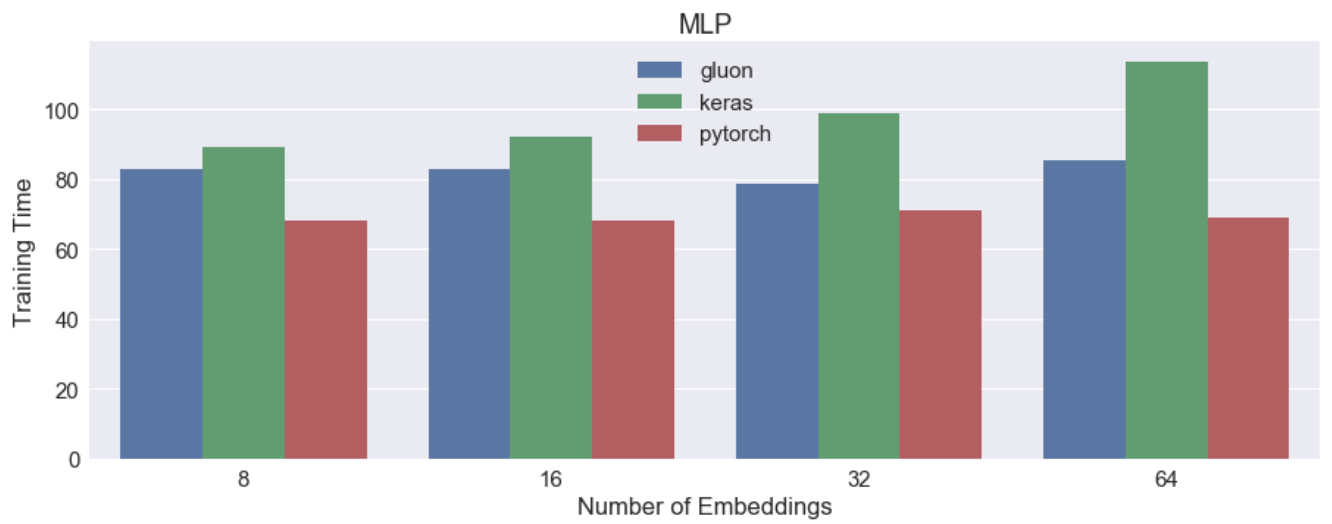 MLP
gluon
keras
pytorch
Training Time
100
80
60
40
20
0
8 16 32 64
Number of Embeddings